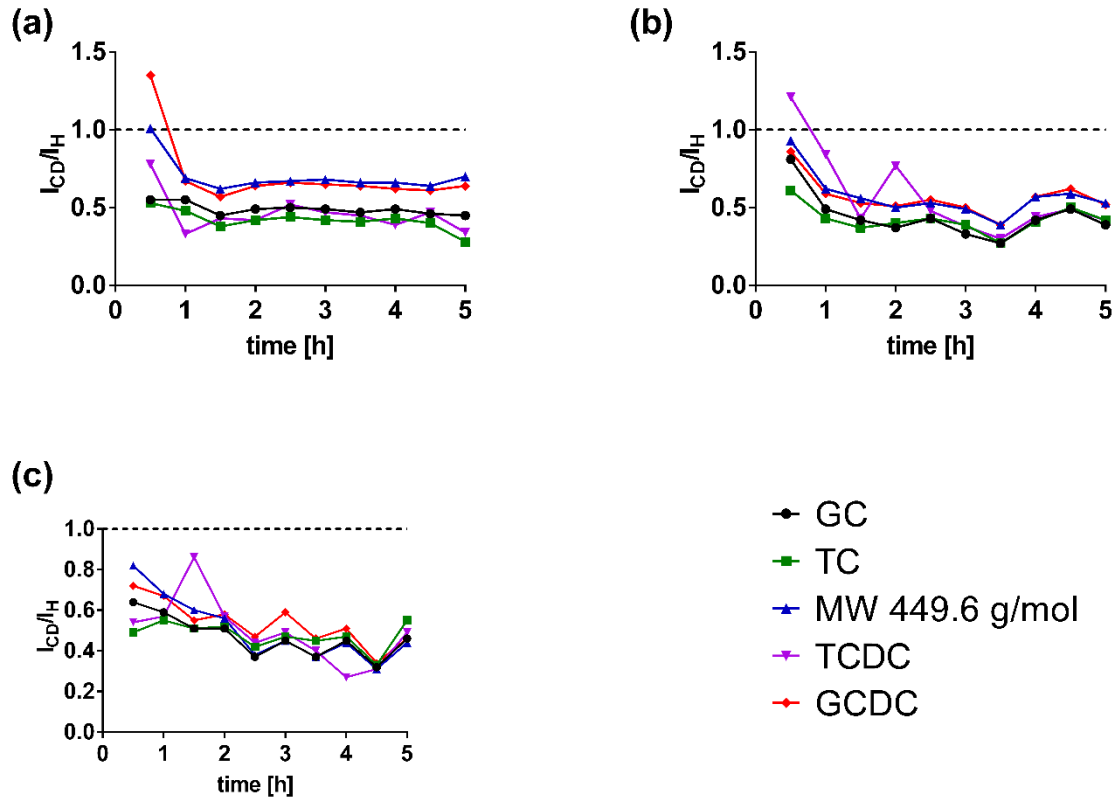 (a)
1.5
1.0
0.5
0.0
I_CD/I_H
0 1 2 3 4 5
time [h]
(b)
1.5
1.0
0.5
0.0
I_CD/I_H
0 1 2 3 4 5
time [h]
(c)
1.0
0.8
0.6
0.4
0.2
0.0
I_CD/I_H
0 1 2 3 4 5
time [h]
GC
TC
MW 449.6 g/mol
TCDC
GCDC